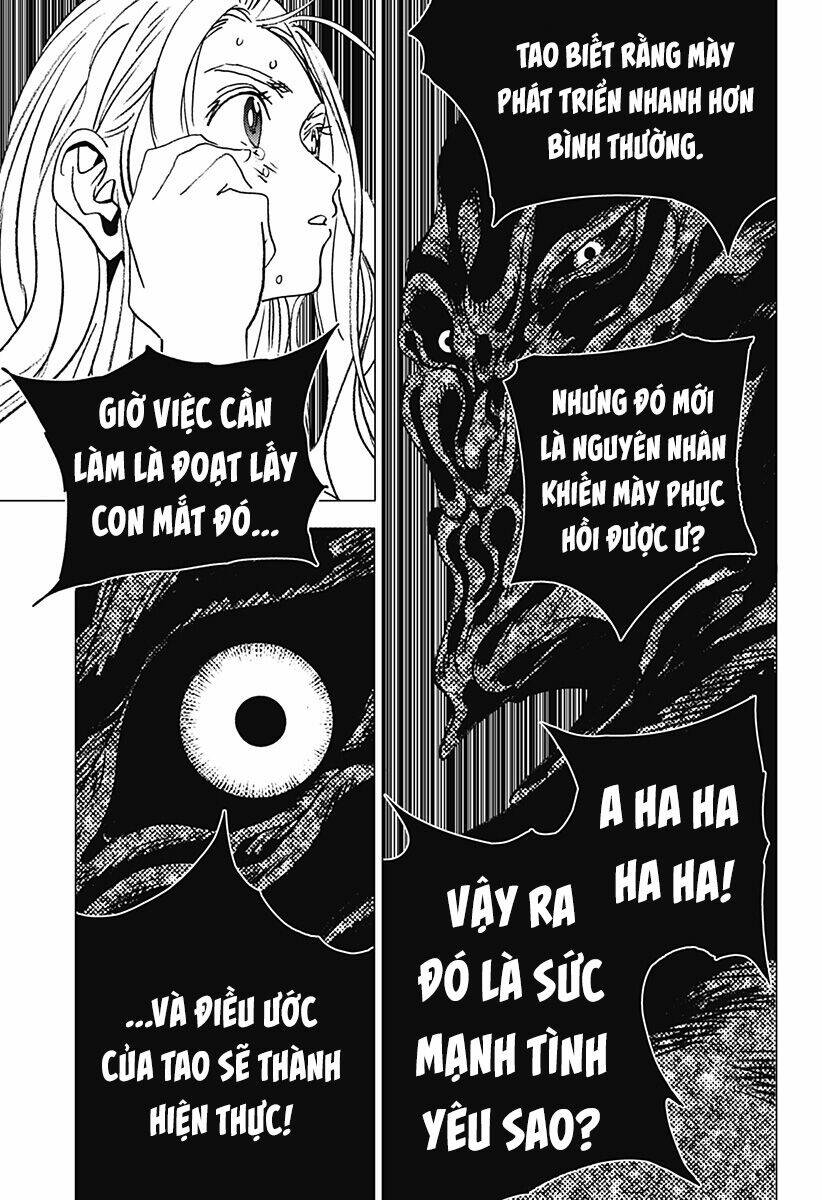 TAO BIẾT RẰNG MÀY
PHÁT TRIỂN NHANH HƠN
BÌNH THƯỜNG.
NHƯNG ĐÓ MỚI
LÀ NGUYÊN NHÂN
KHIẾN MÀY PHỤC
HỒI ĐƯỢC Ư?
A HA HA
HA HA!
VẬY RA
ĐÓ LÀ SỨC
MẠNH TÌNH
YÊU SAO?
GIỜ VIỆC CẦN
LÀM LÀ ĐOẠT LẤY
CON MẮT ĐÓ...
...VÀ ĐIỀU ƯỚC
CỦA TAO SẼ THÀNH
HIỆN THỰC!